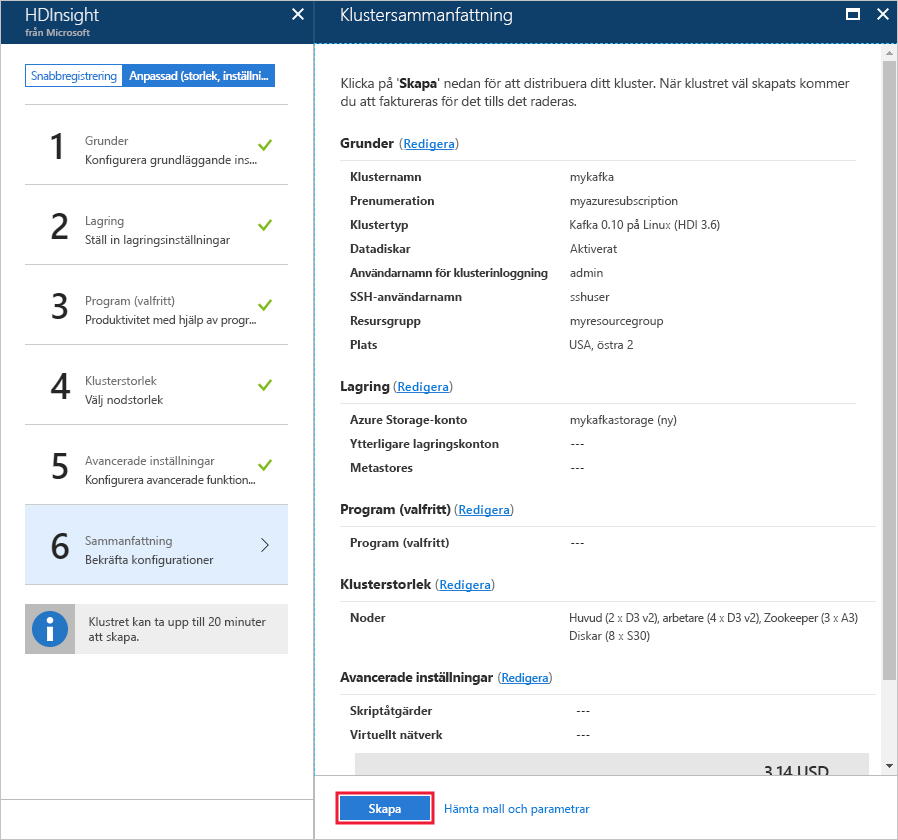 HDInsight
från Microsoft
Snabbregistrering
Anpassad (storlek, inställni...
1
Grunder
Konfigurera grundläggande ins...
2
Lagring
Ställ in lagringsinställningar
3
Program (valfritt)
Produktivitet med hjälp av progr...
4
Klusterstorlek
Välj nodstorlek
5
Avancerade inställningar
Konfigurera avancerade funktion...
6
Sammanfattning
Bekräfta konfigurationer
Klustret kan ta upp till 20 minuter
att skapa.
Klustersammanfattning
Klicka på 'Skapa' nedan för att distribuera ditt kluster. När klustret väl skapats kommer
du att faktureras för det tills det raderas.
Grunder (Redigera)
Klusternamn mykafka
Prenumeration myazuresubscription
Klustertyp Kafka 0.10 på Linux (HDI 3.6)
Datadiskar Aktiverat
Användarnamn för klusterinloggning admin
SSH-användarnamn sshuser
Resursgrupp myresourcegroup
Plats USA, östra 2
Lagring (Redigera)
Azure Storage-konto mykafkastorage (ny)
Ytterligare lagringskonton ---
Metastores ---
Program (valfritt) (Redigera)
Program (valfritt) ---
Klusterstorlek (Redigera)
Noder Huvud (2 x D3 v2), arbetare (4 x D3 v2), Zookeeper (3 x A3)
Diskar (8 x S30)
Avancerade inställningar (Redigera)
Skriptåtgärder ---
Virtuellt nätverk ---
3.14 USD
Skapa Hämta mall och parametrar